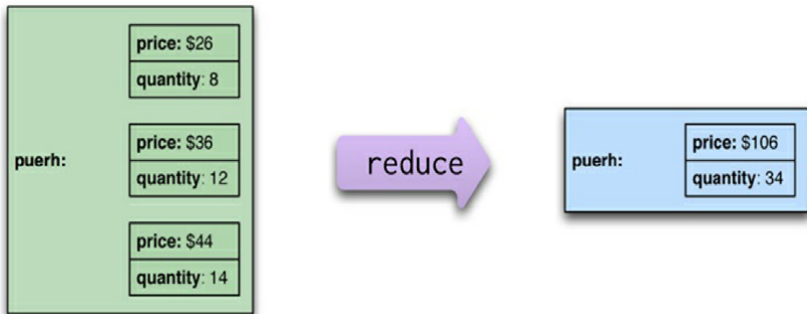 price: $26
quantity: 8
puerh:
price: $36
quantity: 12
price: $44
quantity: 14
reduce
puerh:
price: $106
quantity: 34